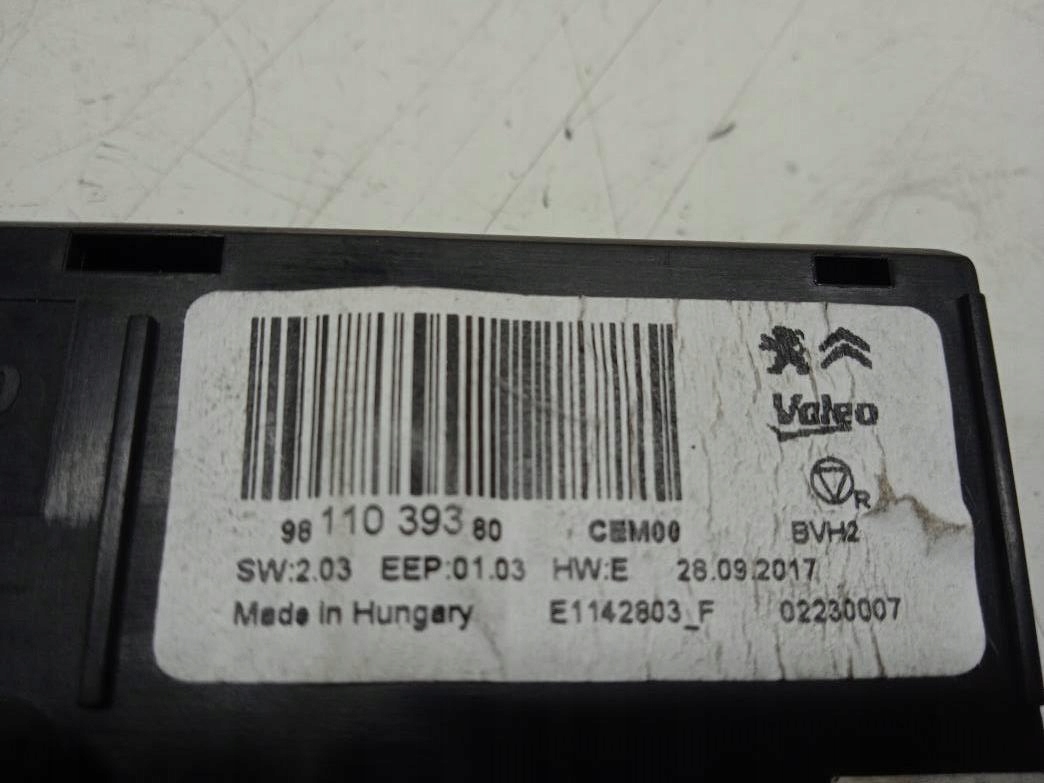 Valeo
R
98 110 393 80 CEM00 BVH2
SW:2.03 EEP:01.03 HW:E 28.09.2017
Made in Hungary E1142803_F 02230007